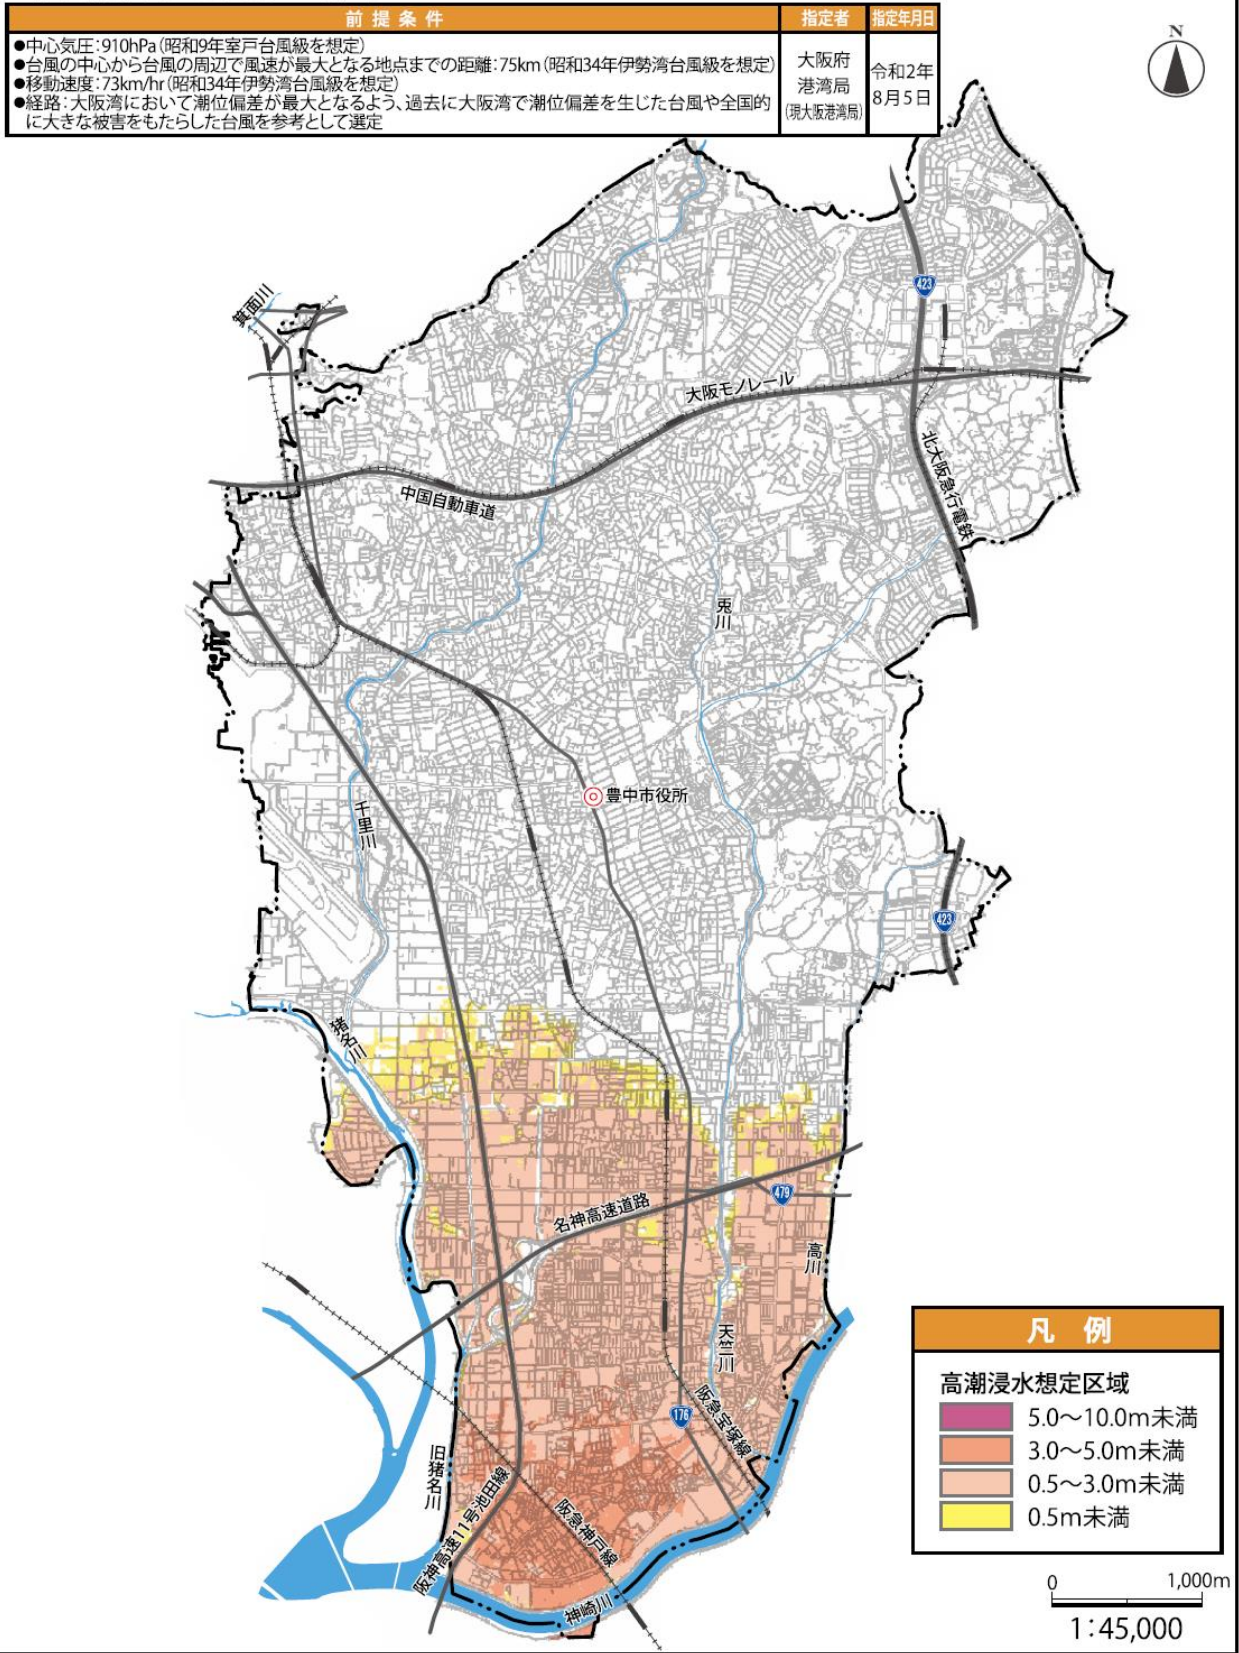 前提条件
指定者
指定年月日
●中心気圧:910hPa(昭和9年室戸台風級を想定)
●台風の中心から台風の周辺で風速が最大となる地点までの距離:75km(昭和34年伊勢湾台風級を想定)
●移動速度:73km/hr(昭和34年伊勢湾台風級を想定)
●経路:大阪湾において潮位偏差が最大となるよう、過去に大阪湾で潮位偏差を生じた台風や全国的
に大きな被害をもたらした台風を参考として選定
大阪府
港湾局
(現大阪港湾局)
令和2年
8月5日
N
423
箕面川
大阪モノレール
北大阪急行電鉄
中国自動車道
兎川
豊中市役所
千里川
423
猪名川
479
名神高速道路
高川
天竺川
阪急宝塚線
176
旧猪名川
阪神高速11号池田線
阪急神戸線
神崎川
凡例
高潮浸水想定区域
5.0～10.0m未満
3.0～5.0m未満
0.5～3.0m未満
0.5m未満
0 1,000m
1:45,000